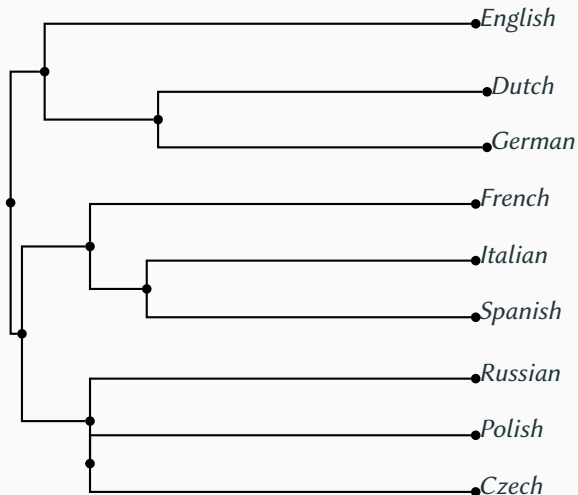 English
Dutch
German
French
Italian
Spanish
Russian
Polish
Czech